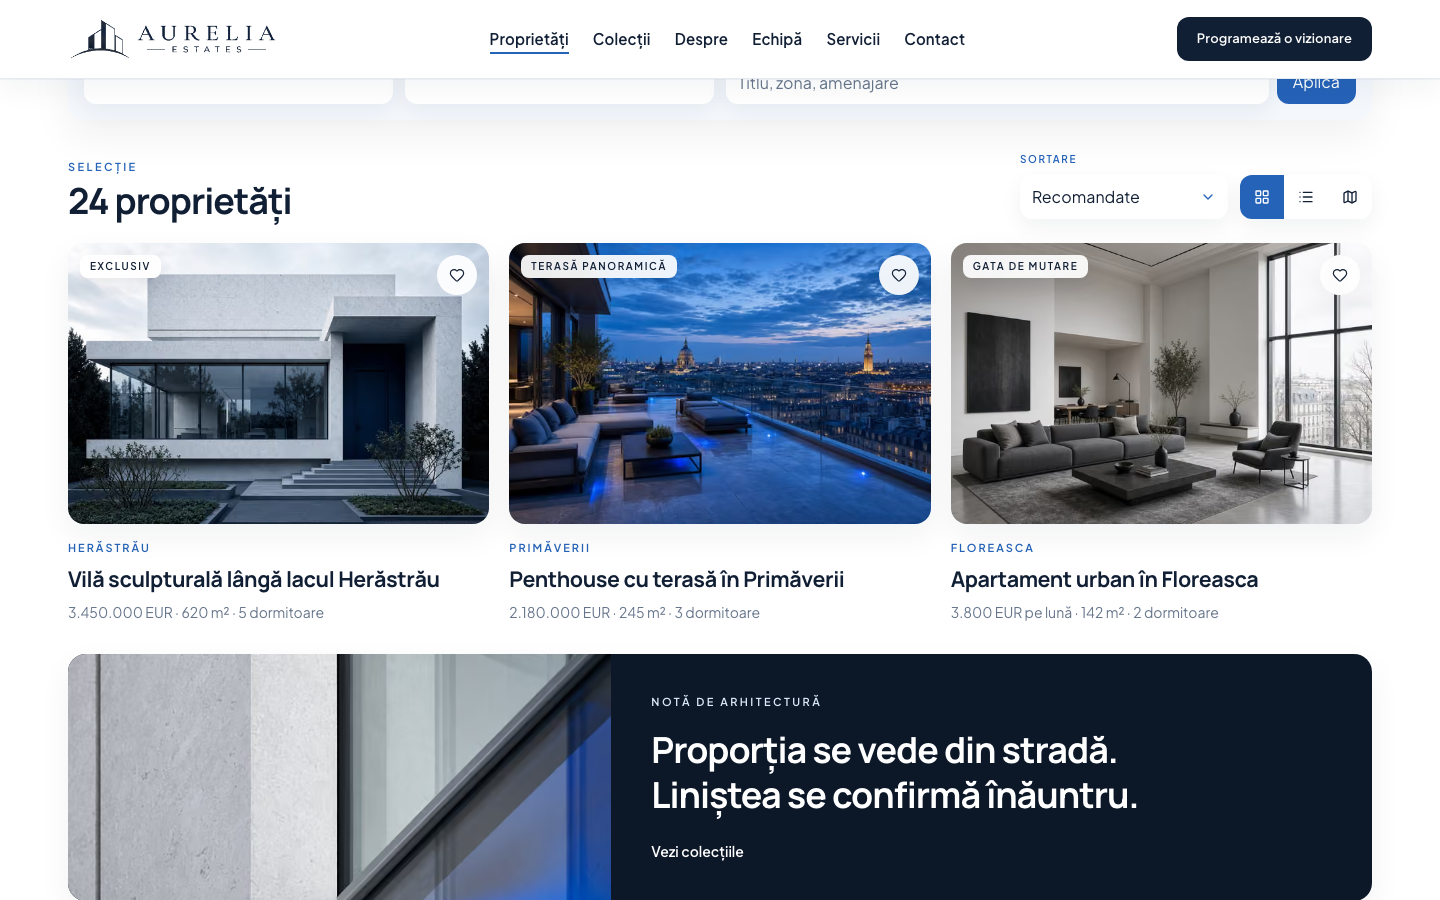 AURELIA
ESTATES
Proprietăți
Colecții
Despre
Echipă
Servicii
Contact
Programează o vizionare
Titlu, zonă, amenajare
Aplică
SELECȚIE
24 proprietăți
SORTARE
Recomandate
EXCLUSIV
TERASĂ PANORAMICĂ
GATA DE MUTARE
HERĂSTRĂU
Vilă sculpturală lângă lacul Herăstrău
3.450.000 EUR · 620 m² · 5 dormitoare
PRIMĂVERII
Penthouse cu terasă în Primăverii
2.180.000 EUR · 245 m² · 3 dormitoare
FLOREASCA
Apartament urban în Floreasca
3.800 EUR pe lună · 142 m² · 2 dormitoare
NOTĂ DE ARHITECTURĂ
Proporția se vede din stradă.
Liniștea se confirmă înăuntru.
Vezi colecțiile